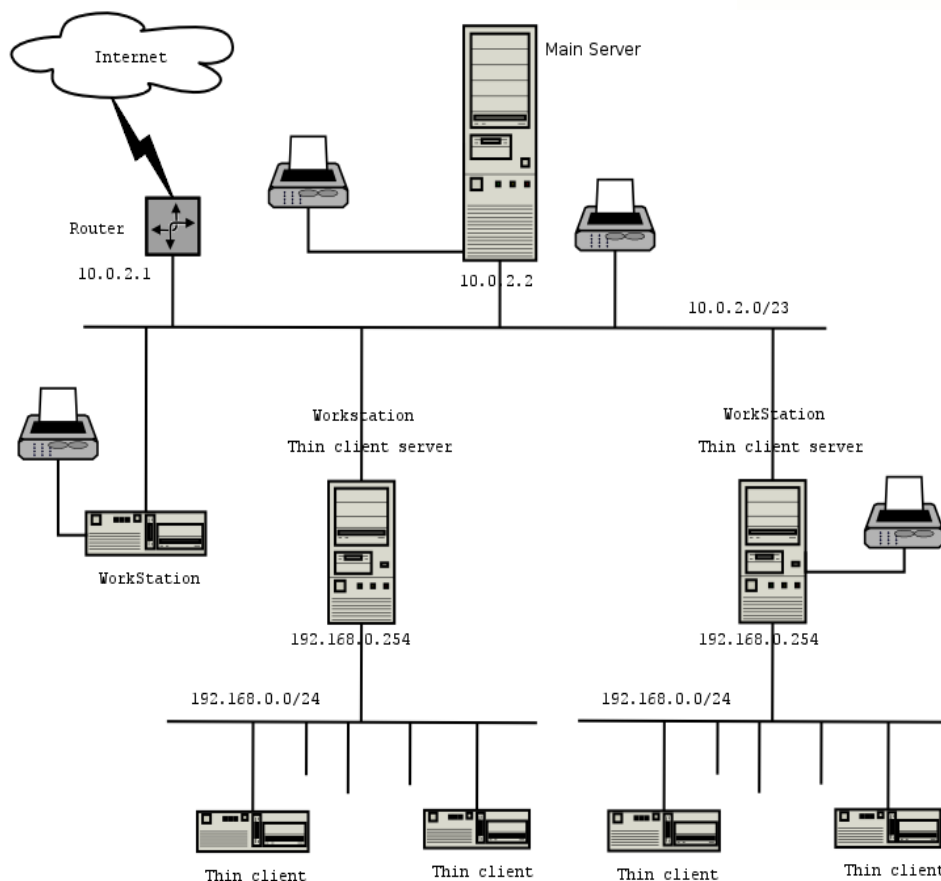 Internet
Main Server
Router
10.0.2.1
10.0.2.2
10.0.2.0/23
Workstation
Thin client server
WorkStation
Thin client server
WorkStation
192.168.0.254
192.168.0.254
192.168.0.0/24
192.168.0.0/24
Thin client
Thin client
Thin client
Thin client